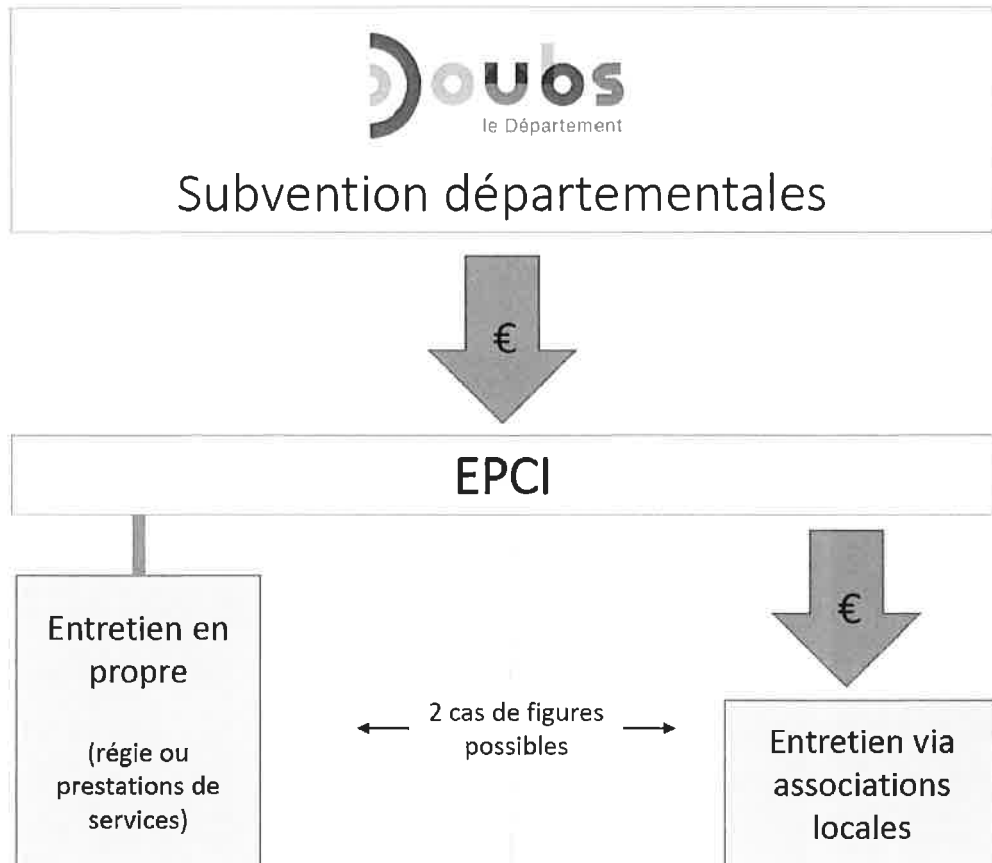 Doubs
le Département
Subvention départementales
€
EPCI
Entretien en
propre
(régie ou
prestations de
services)
2 cas de figures
possibles
€
Entretien via
associations
locales